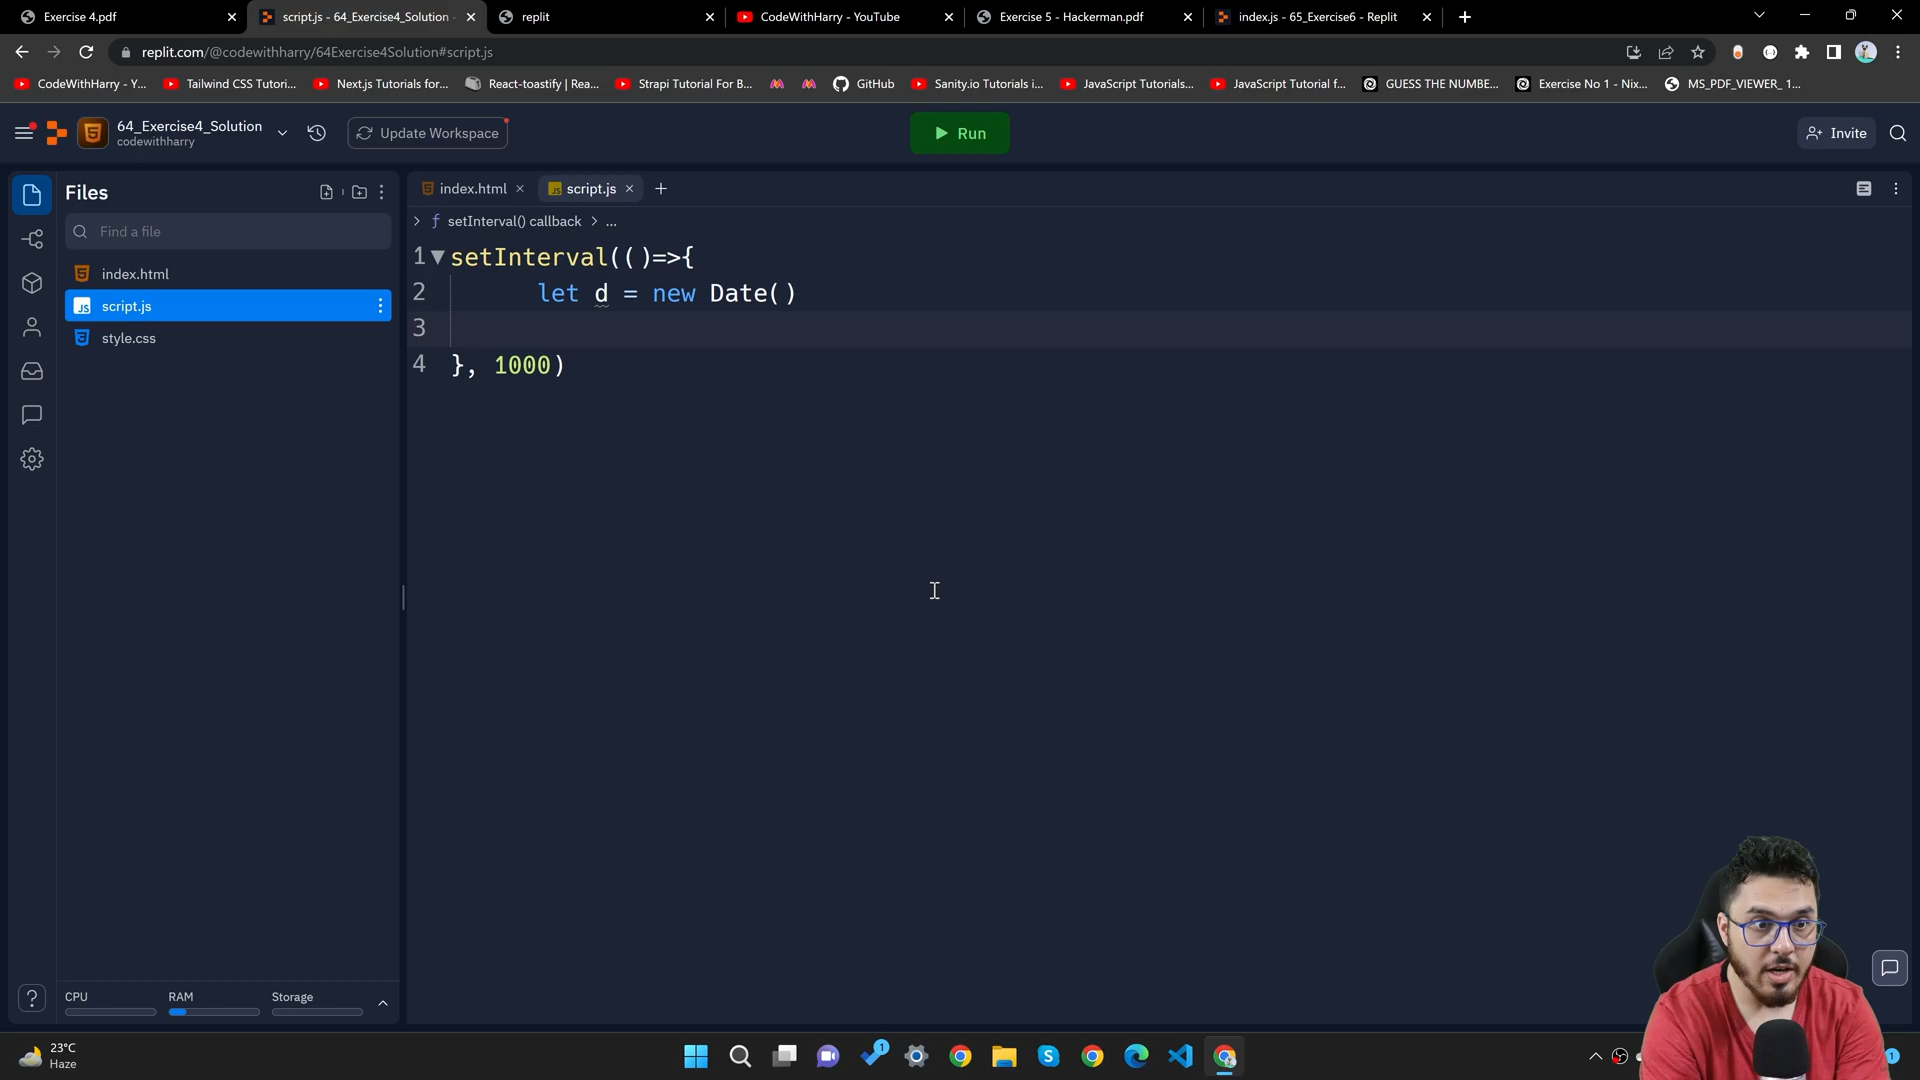 Exercise 4.pdf
script.js - 64_Exercise4_Solution -
replit
CodeWithHarry - YouTube
Exercise 5 - Hackerman.pdf
index.js - 65_Exercise6 - Replit
replit.com/@codewithharry/64Exercise4Solution#script.js
CodeWithHarry - Y...
Tailwind CSS Tutori...
Next.js Tutorials for...
React-toastify | Rea...
Strapi Tutorial For B...
GitHub
Sanity.io Tutorials i...
JavaScript Tutorials...
JavaScript Tutorial f...
GUESS THE NUMBE...
Exercise No 1 - Nix...
MS_PDF_VIEWER_ 1...
64_Exercise4_Solution
codewithharry
Update Workspace
Run
Invite
Files
Find a file
index.html
script.js
style.css
index.html
script.js
f setInterval() callback > ...
1 setInterval(()=>{
2 let d = new Date()
3
4 }, 1000)
CPU
RAM
Storage
23°C
Haze
1
1